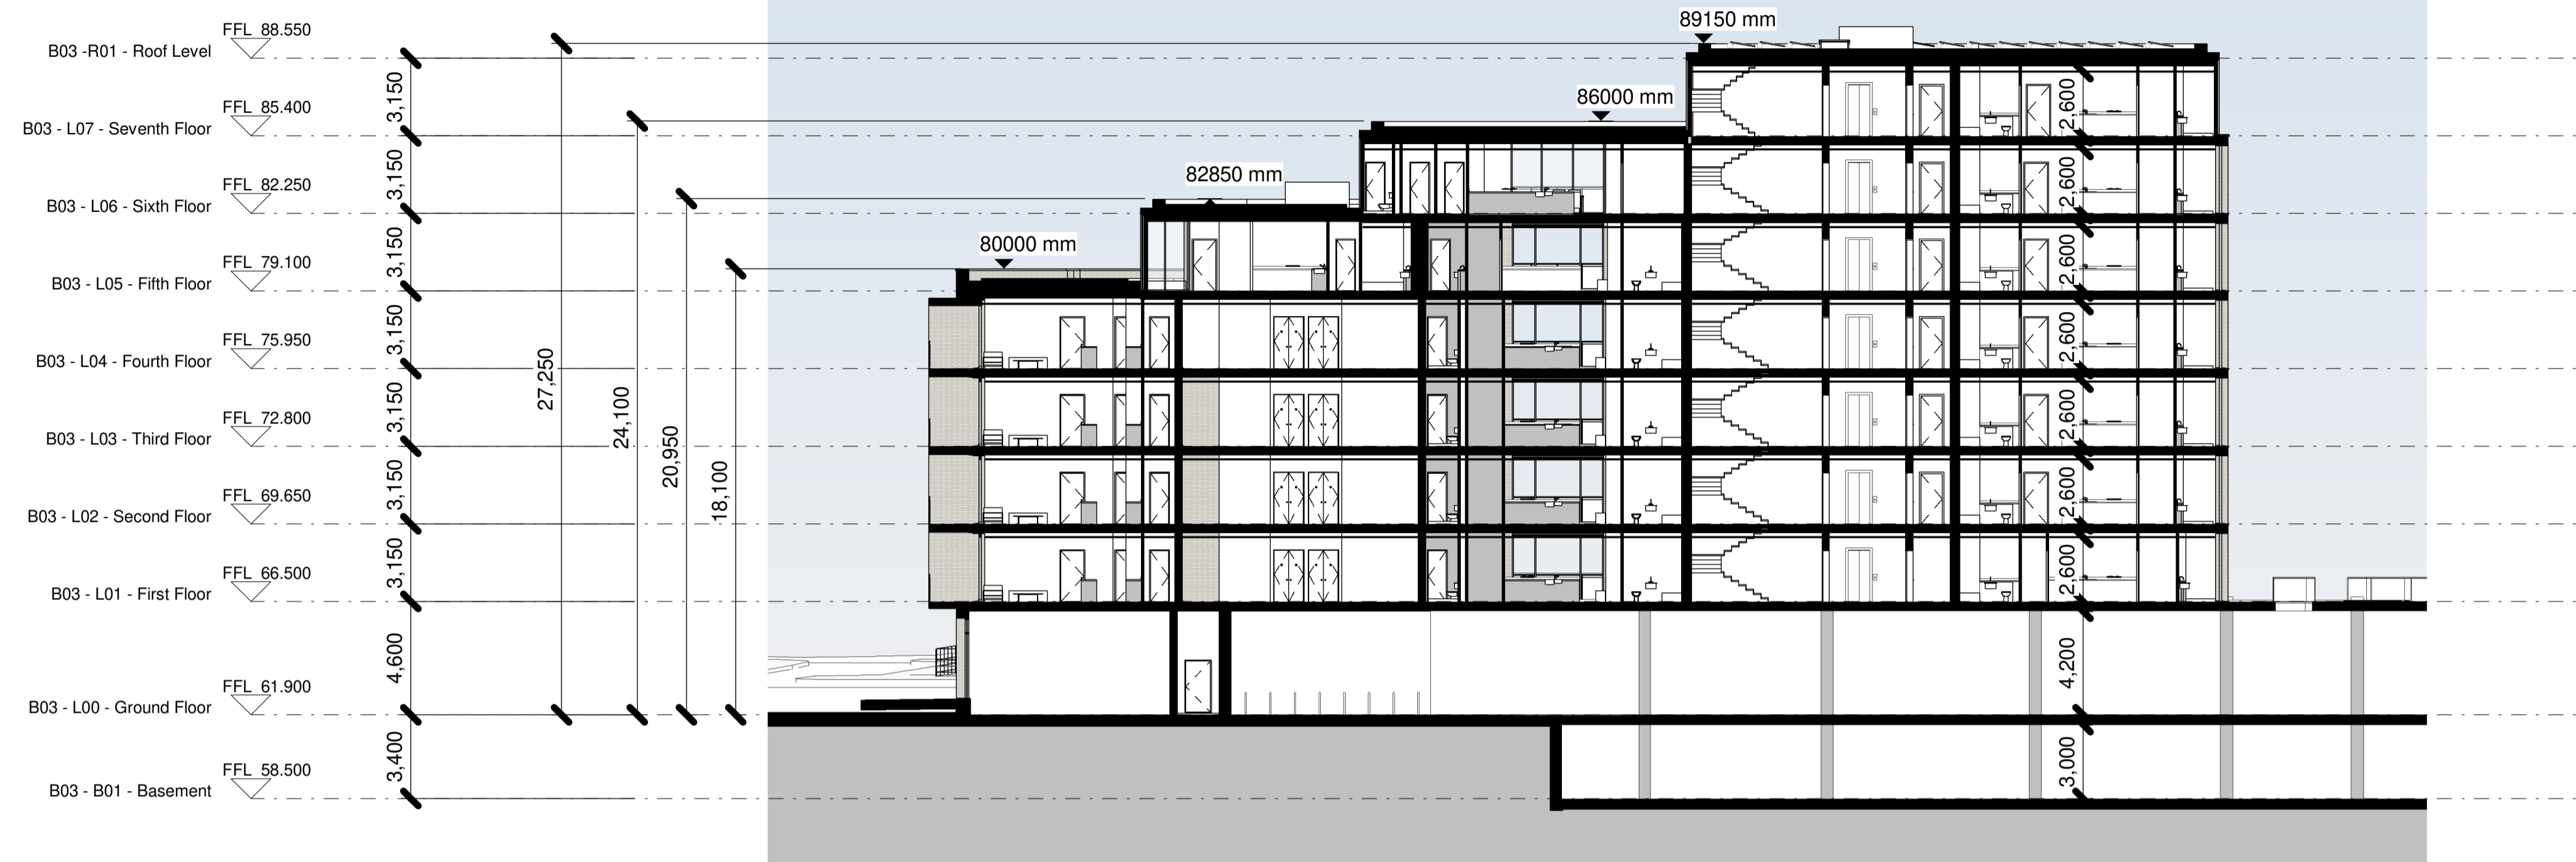 FFL 88.550
B03 -R01 - Roof Level
FFL 85.400
B03 - L07 - Seventh Floor
FFL 82.250
B03 - L06 - Sixth Floor
FFL 79.100
B03 - L05 - Fifth Floor
FFL 75.950
B03 - L04 - Fourth Floor
FFL 72.800
B03 - L03 - Third Floor
FFL 69.650
B03 - L02 - Second Floor
FFL 66.500
B03 - L01 - First Floor
FFL 61.900
B03 - L00 - Ground Floor
FFL 58.500
B03 - B01 - Basement
3,150
3,150
3,150
3,150
3,150
3,150
3,150
4,600
3,400
27,250
24,100
20,950
18,100
80000 mm
82850 mm
86000 mm
89150 mm
2,600
2,600
2,600
2,600
2,600
2,600
2,600
4,200
3,000